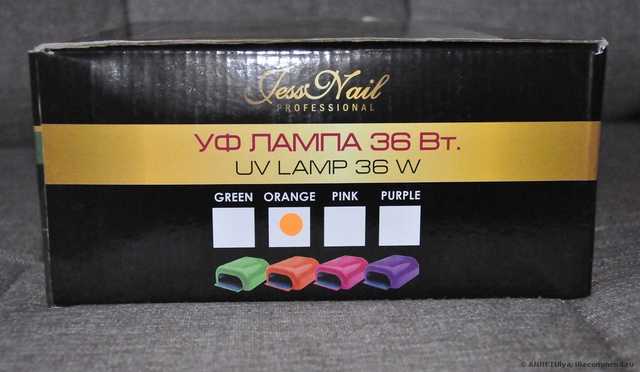 JessNail
PROFESSIONAL
УФ ЛАМПА 36 Вт.
UV LAMP 36 W
GREEN ORANGE PINK PURPLE